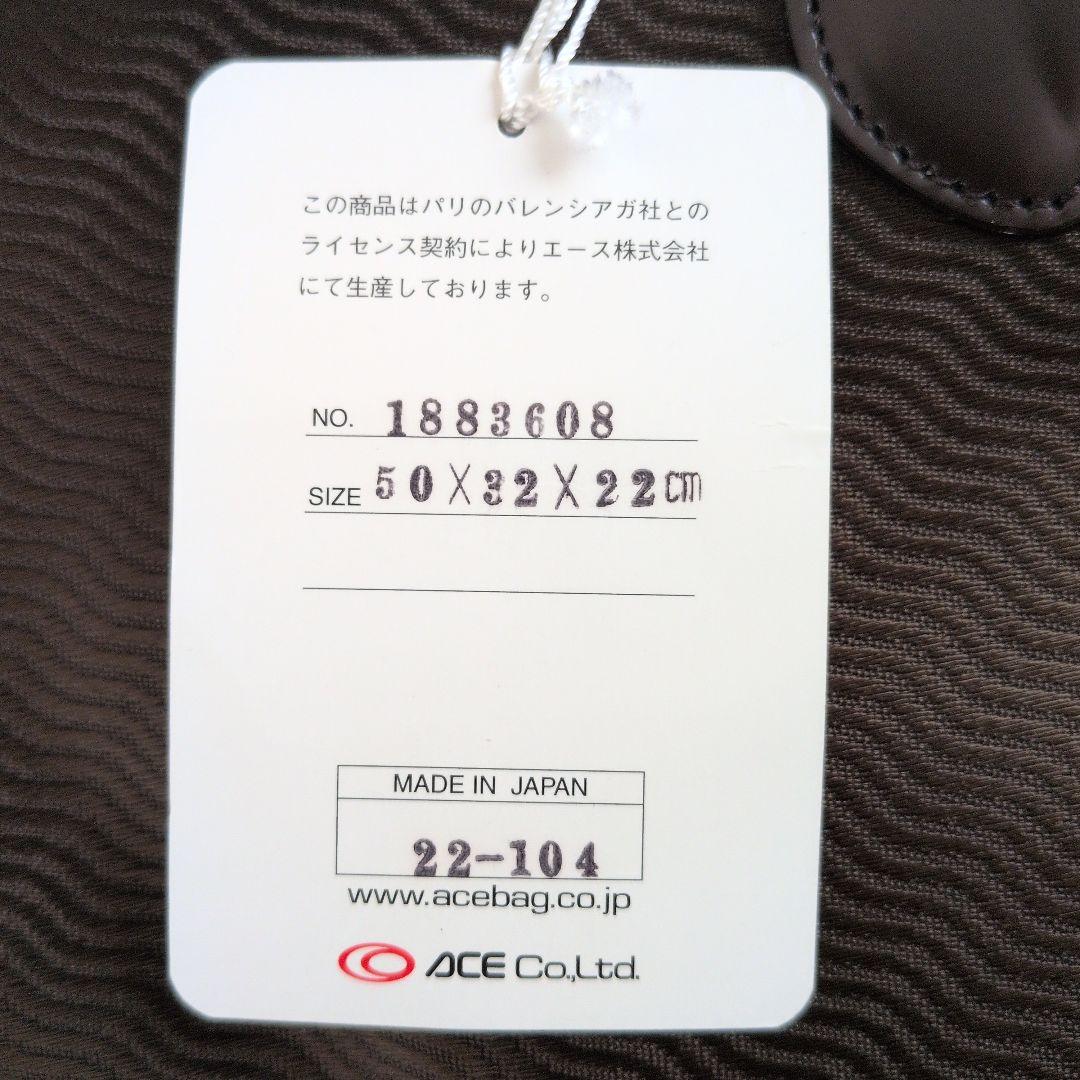 この商品はパリのバレンシアガ社との
ライセンス契約によりエース株式会社
にて生産しております。
NO. 1883608
SIZE 50×32×22cm
MADE IN JAPAN
22-104
www.acebag.co.jp
ACE Co.,Ltd.